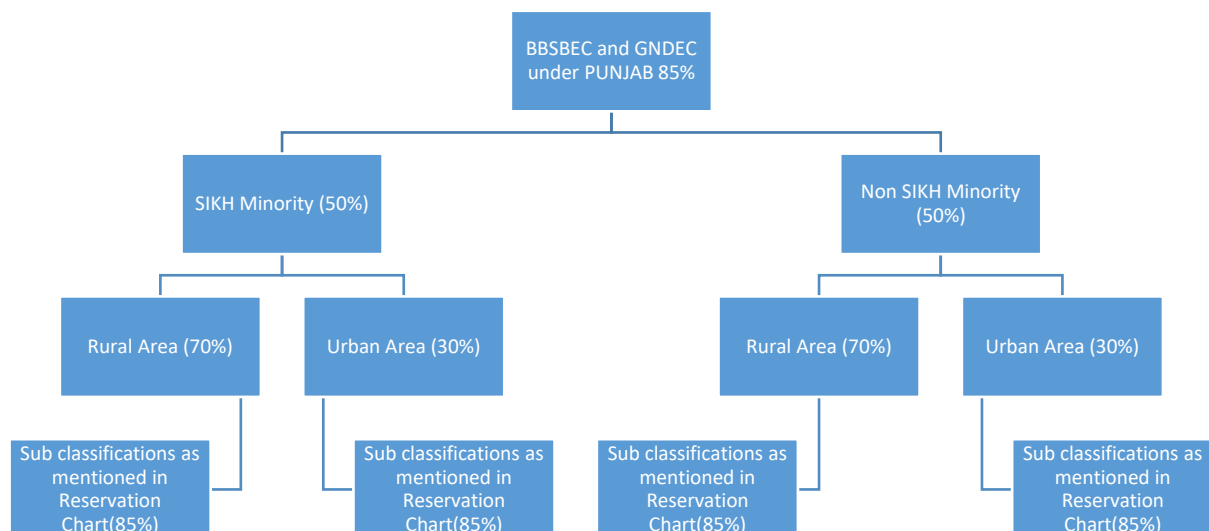 BBSBEC and GNDEC
under PUNJAB 85%
SIKH Minority (50%)
Non SIKH Minority
(50%)
Rural Area (70%)
Urban Area (30%)
Rural Area (70%)
Urban Area (30%)
Sub classifications as
mentioned in
Reservation
Chart(85%)
Sub classifications as
mentioned in
Reservation
Chart(85%)
Sub classifications as
mentioned in
Reservation
Chart(85%)
Sub classifications as
mentioned in
Reservation
Chart(85%)